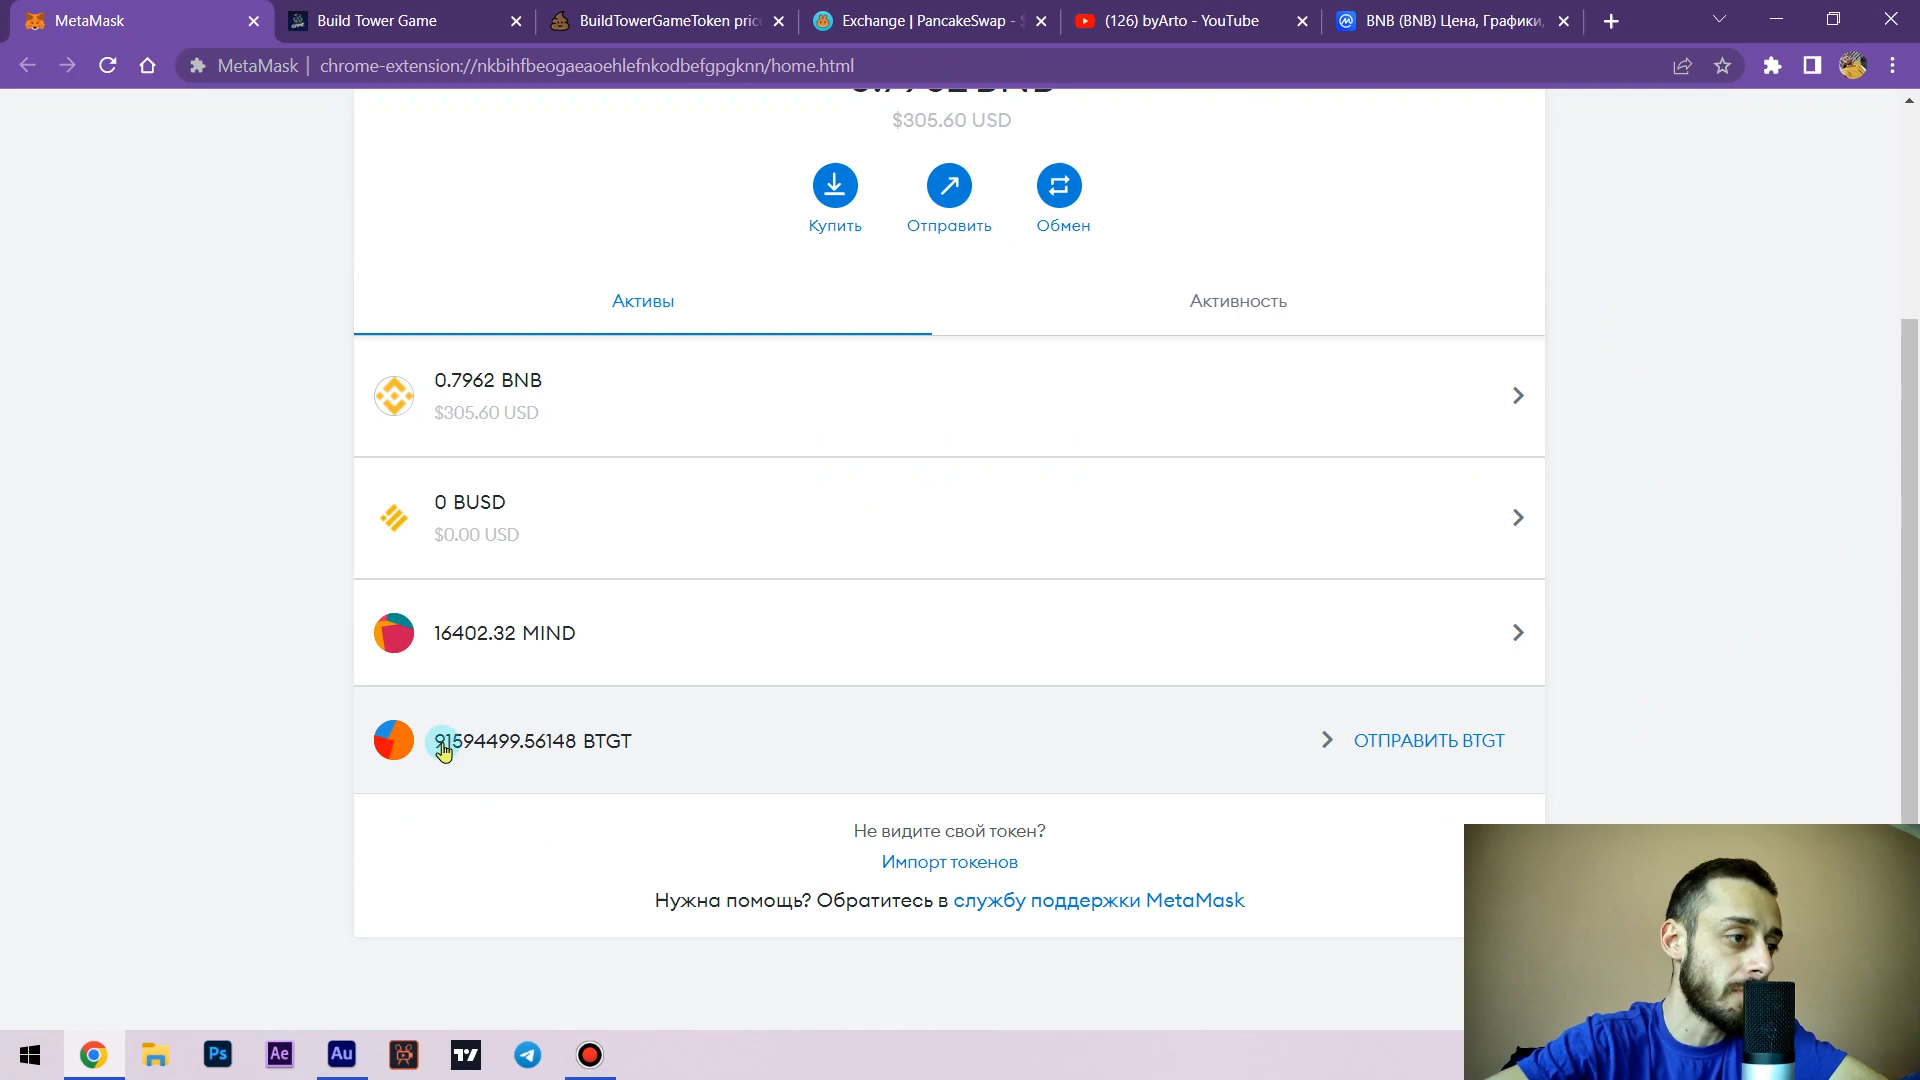 MetaMask
Build Tower Game
BuildTowerGameToken pric
Exchange | PancakeSwap -
(126) byArto - YouTube
BNB (BNB) Цена, Графики,
MetaMask | chrome-extension://nkbihfbeogaeaoehlefnkodbefgpgknn/home.html
$305.60 USD
Купить
Отправить
Обмен
Активы
Активность
0.7962 BNB
$305.60 USD
0 BUSD
$0.00 USD
16402.32 MIND
91594499.56148 BTGT
ОТПРАВИТЬ BTGT
Не видите свой токен?
Импорт токенов
Нужна помощь? Обратитесь в службу поддержки MetaMask
Ps
Ae
Au